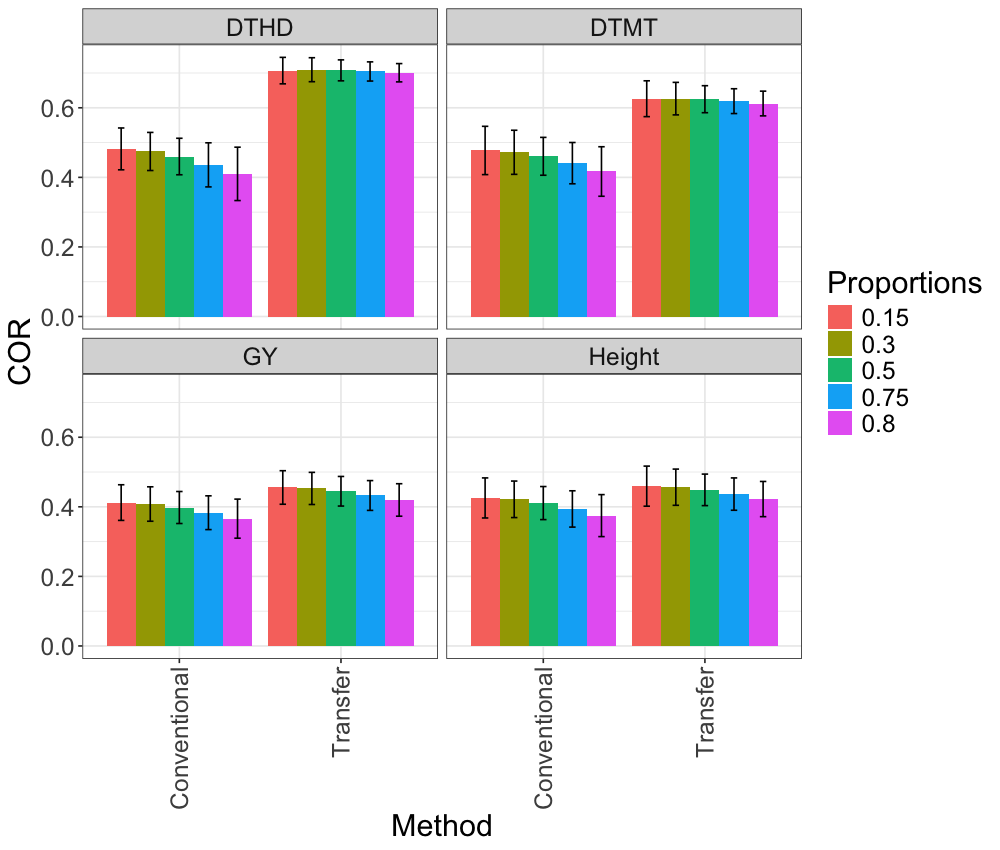 DTHD
DTMT
0.6
0.4
0.2
0.0
GY
Height
0.6
0.4
0.2
0.0
COR
Conventional
Transfer
Conventional
Transfer
Method
Proportions
0.15
0.3
0.5
0.75
0.8